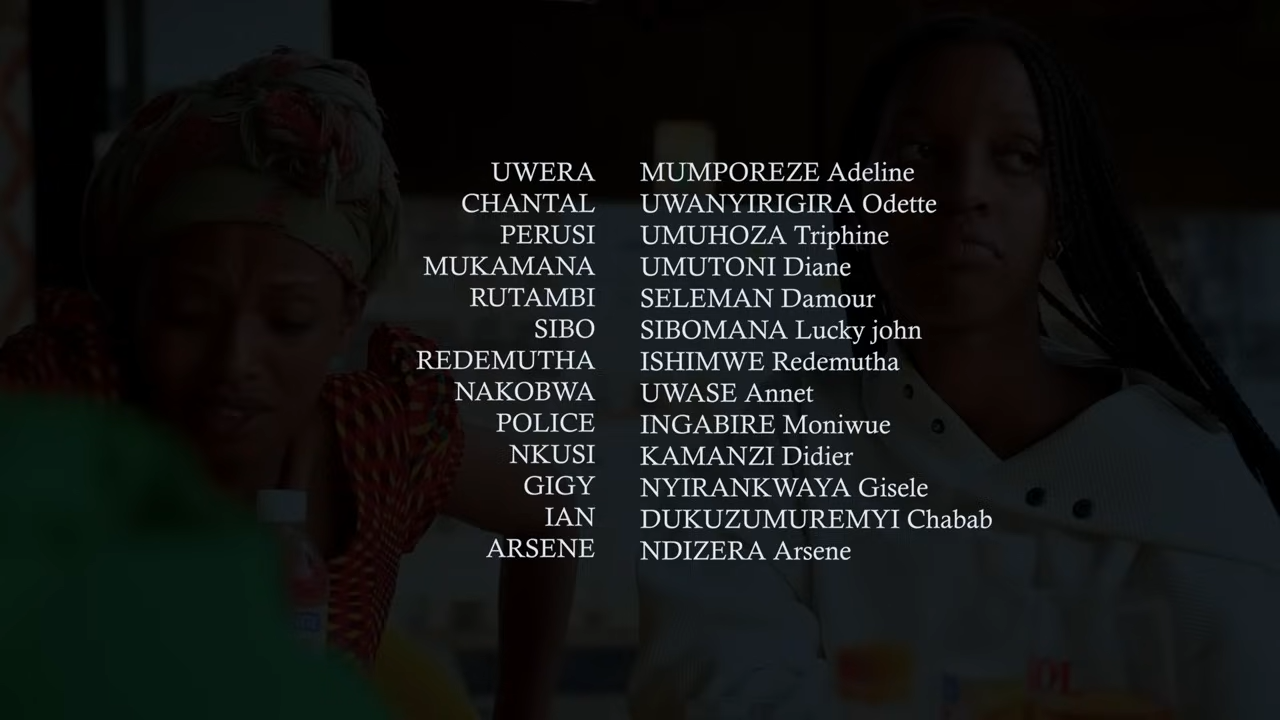 UWERA MUMPOREZE Adeline
CHANTAL UWANYIRIGIRA Odette
PERUSI UMUHOZA Triphine
MUKAMANA UMUTONI Diane
RUTAMBI SELEMAN Damour
SIBO SIBOMANA Lucky john
REDEMUTHA ISHIMWE Redemutha
NAKOBWA UWASE Annet
POLICE INGABIRE Moniwue
NKUSI KAMANZI Didier
GIGY NYIRANKWAYA Gisele
IAN DUKUZUMUREMYI Chabab
ARSENE NDIZERA Arsene